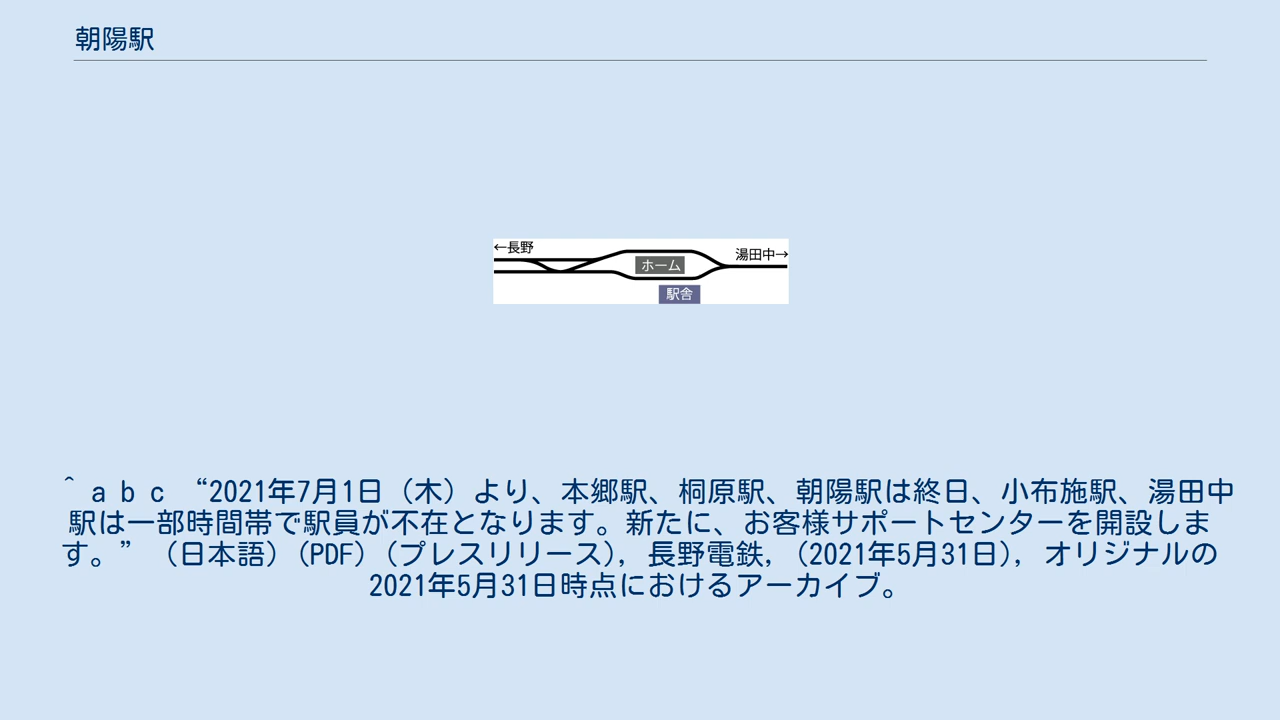 朝陽駅
←長野
湯田中→
ホーム
駅舎
^ a b c “2021年7月1日（木）より、本郷駅、桐原駅、朝陽駅は終日、小布施駅、湯田中
駅は一部時間帯で駅員が不在となります。新たに、お客様サポートセンターを開設しま
す。” （日本語）（PDF）（プレスリリース）, 長野電鉄, （2021年5月31日）, オリジナルの
2021年5月31日時点におけるアーカイブ。